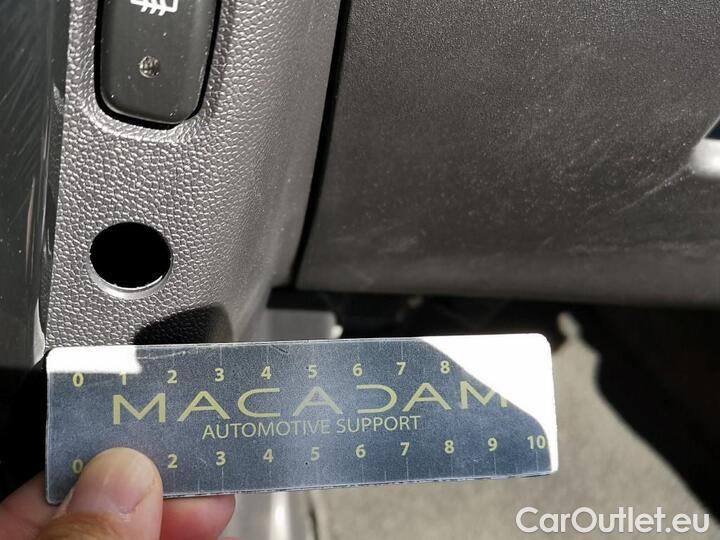 0 1 2 3 4 5 6 7 8
MACADAM
AUTOMOTIVE SUPPORT
0 2 3 4 5 6 7 8 9 10
CarOutlet.eu